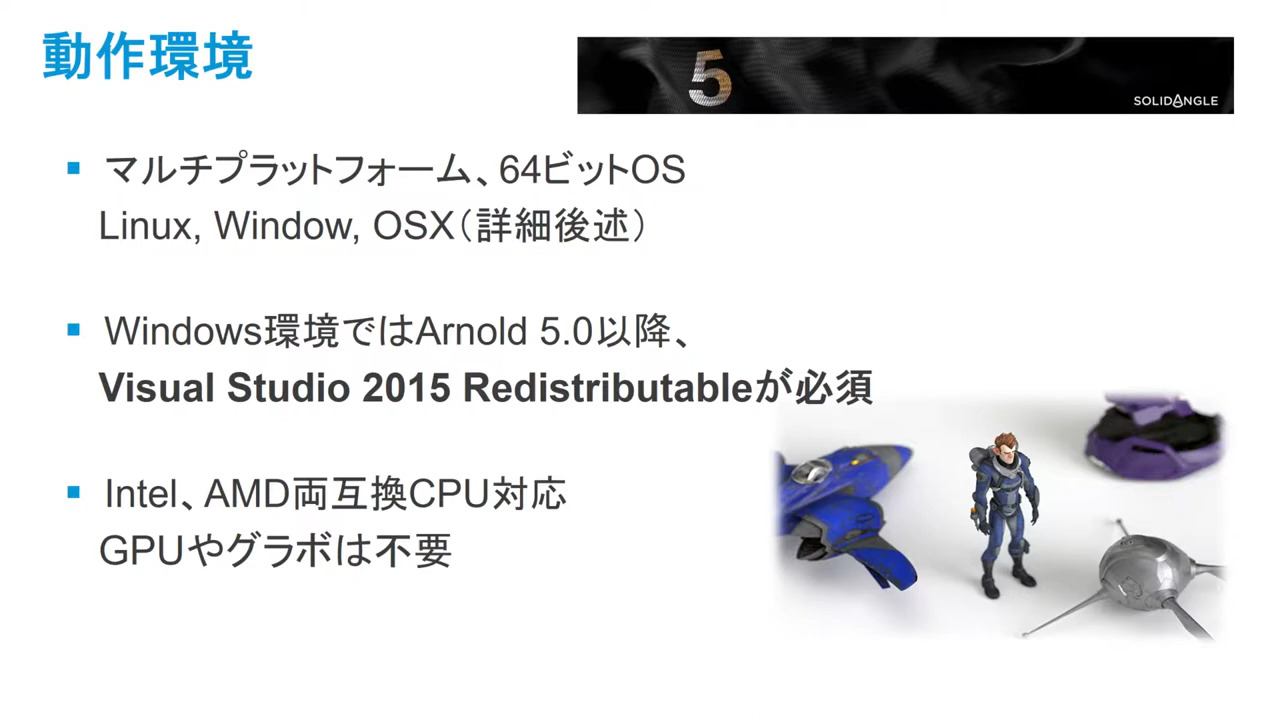 動作環境
5
SOLIDANGLE
マルチプラットフォーム、64ビットOS
Linux, Window, OSX（詳細後述）
Windows環境ではArnold 5.0以降、
Visual Studio 2015 Redistributableが必須
Intel、AMD両互換CPU対応
GPUやグラボは不要